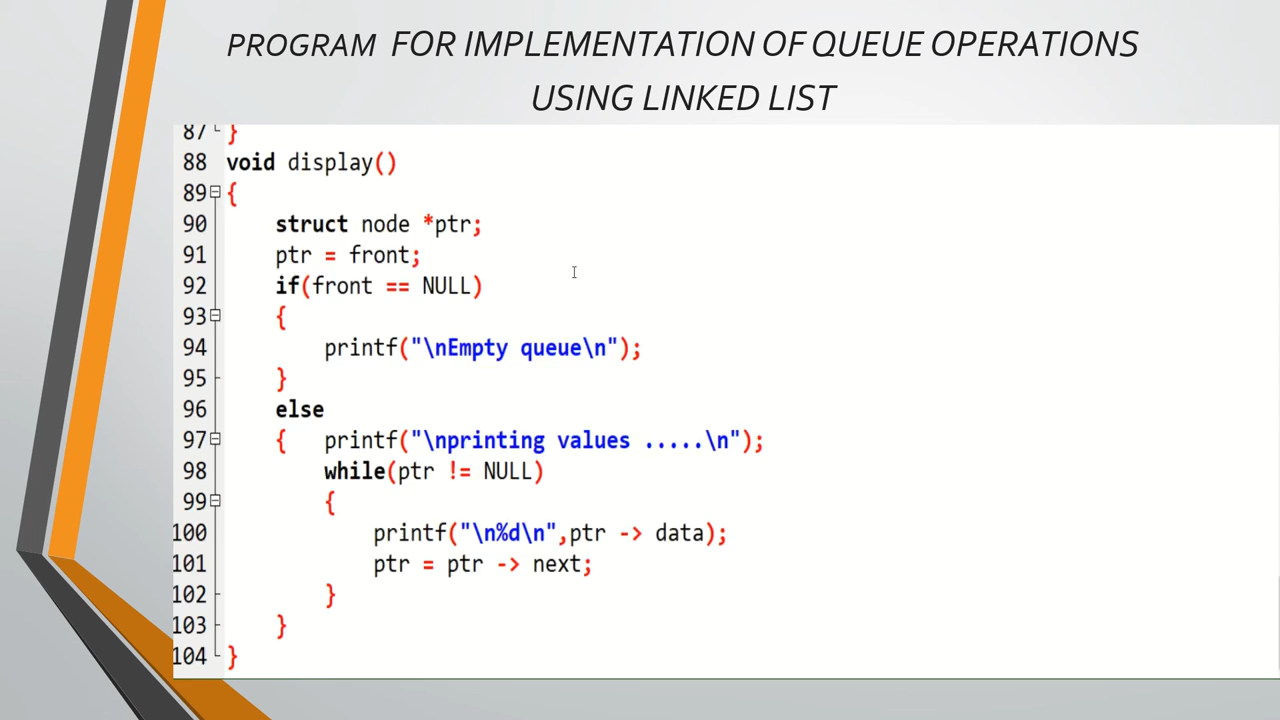 PROGRAM FOR IMPLEMENTATION OF QUEUE OPERATIONS
USING LINKED LIST
87 }
88 void display()
89 {
90 struct node *ptr;
91 ptr = front;
92 if(front == NULL)
93 {
94 printf("\nEmpty queue\n");
95 }
96 else
97 { printf("\nprinting values .....\n");
98 while(ptr != NULL)
99 {
100 printf("\n%d\n",ptr -> data);
101 ptr = ptr -> next;
102 }
103 }
104 }